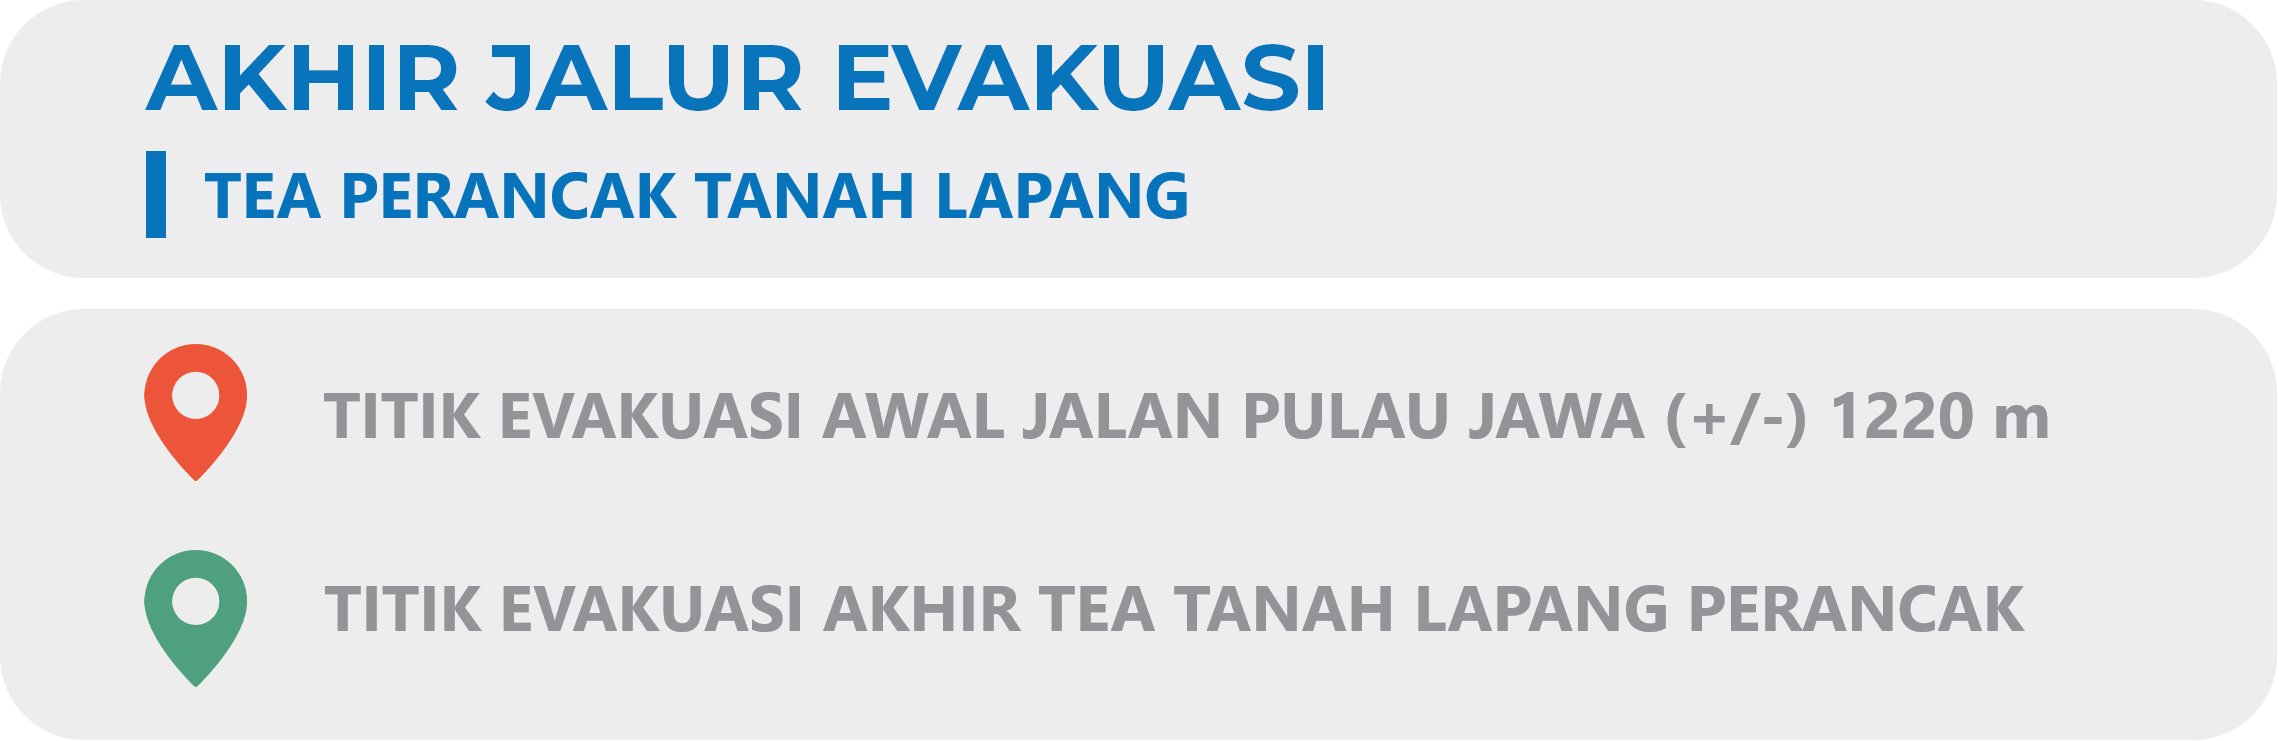 AKHIR JALUR EVAKUASI
TEA PERANCAK TANAH LAPANG
TITIK EVAKUASI AWAL JALAN PULAU JAWA (+/-) 1220 m
TITIK EVAKUASI AKHIR TEA TANAH LAPANG PERANCAK